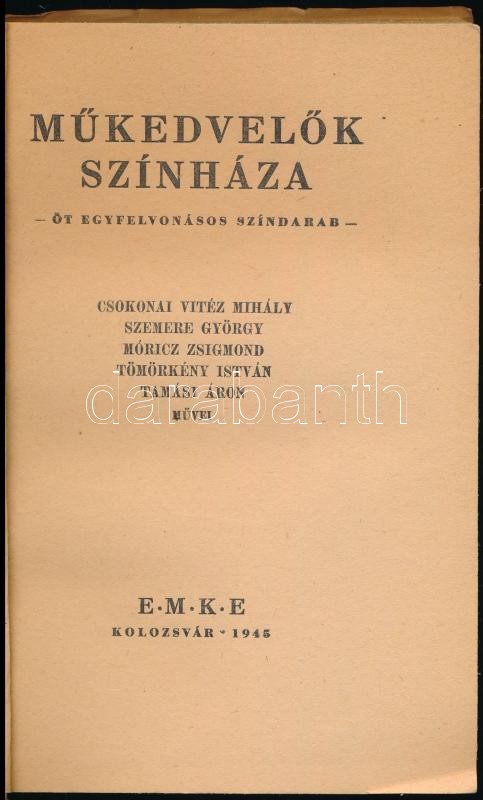 MŰKEDVELŐK
SZÍNHÁZA
— ÖT EGYFELVONÁSOS SZÍNDARAB —
CSOKONAI VITÉZ MIHÁLY
SZEMERE GYÖRGY
MÓRICZ ZSIGMOND
TÖMÖRKÉNY ISTVÁN
TAMÁSI ÁRON
MŰVEI
darabanth
E·M·K·E
KOLOZSVÁR · 1945